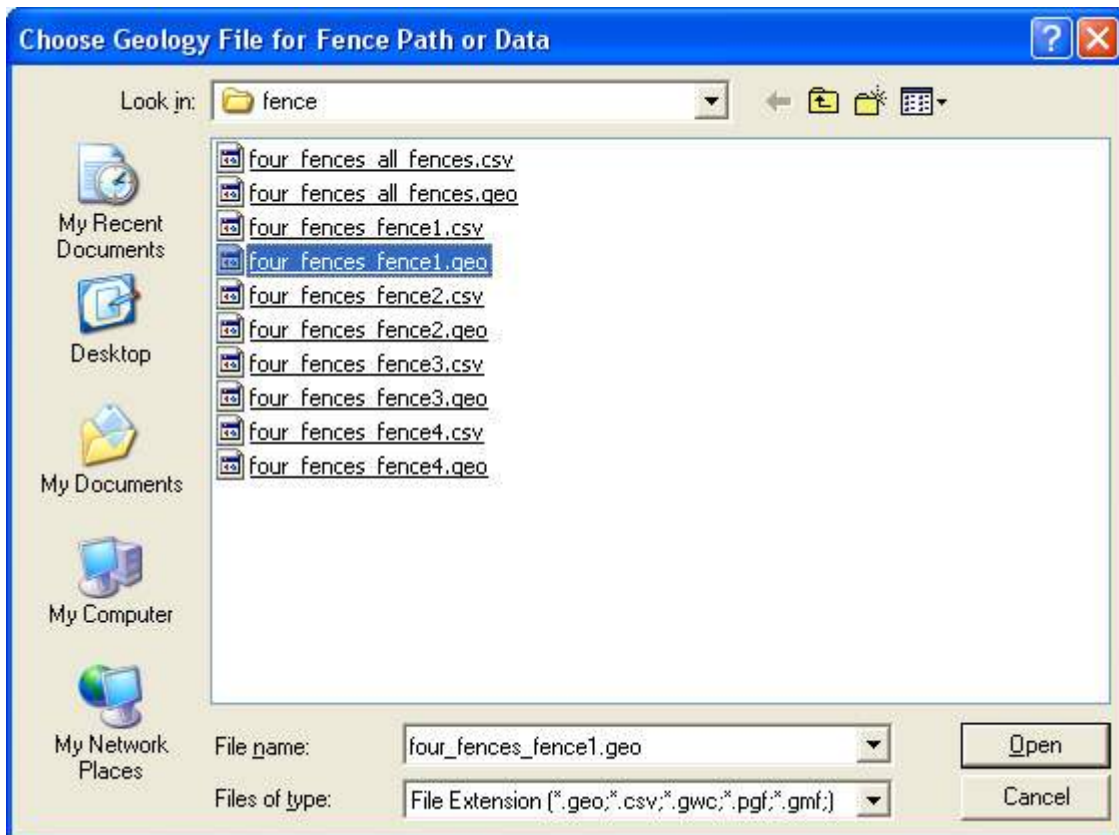 Choose Geology File for Fence Path or Data
Look in: fence
four_fences_all_fences.csv
four_fences_all_fences.geo
four_fences_fence1.csv
four_fences_fence1.geo
four_fences_fence2.csv
four_fences_fence2.geo
four_fences_fence3.csv
four_fences_fence3.geo
four_fences_fence4.csv
four_fences_fence4.geo
My Recent
Documents
Desktop
My Documents
My Computer
My Network
Places
File name: four_fences_fence1.geo Open
Files of type: File Extension (*.geo;*.csv;*.gwc;*.pgf;*.gmf;) Cancel